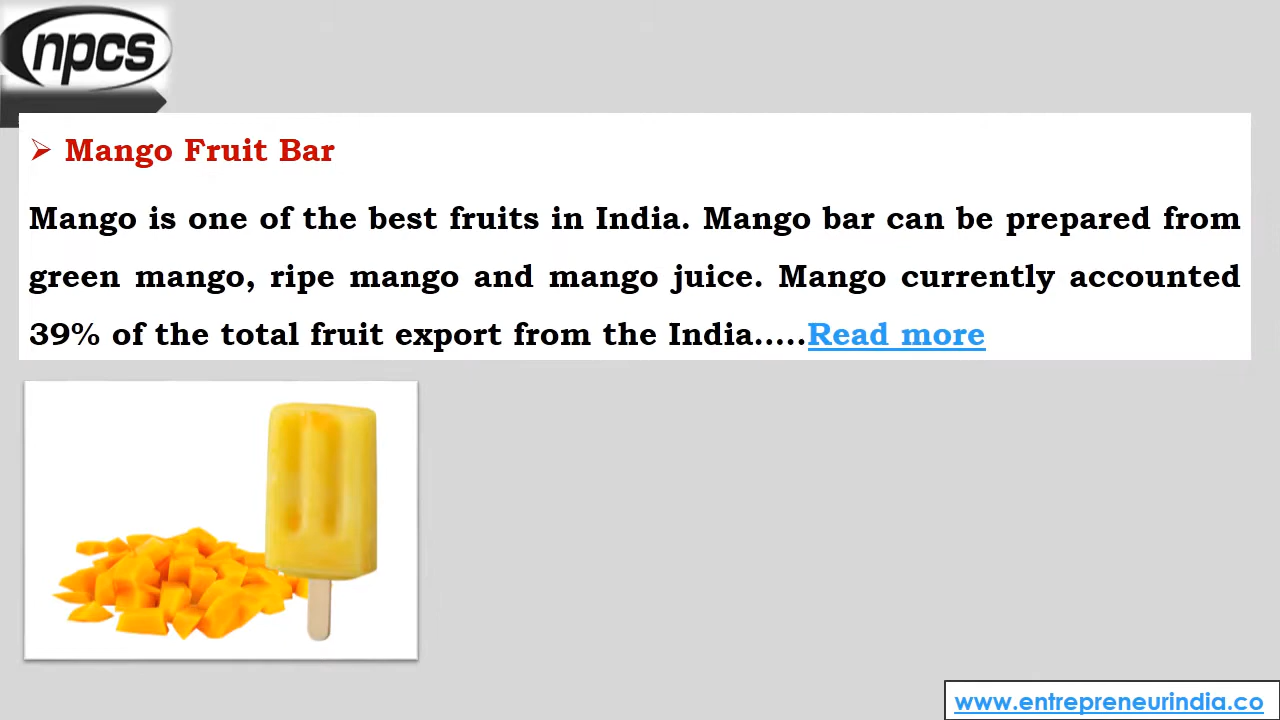 npcs
➢ Mango Fruit Bar
Mango is one of the best fruits in India. Mango bar can be prepared from
green mango, ripe mango and mango juice. Mango currently accounted
39% of the total fruit export from the India.....Read more
www.entrepreneurindia.co